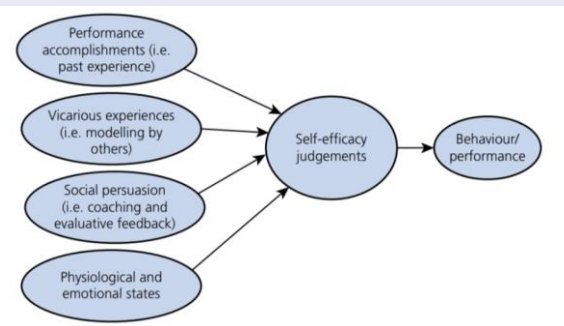 Performance
accomplishments (i.e.
past experience)
Vicarious experiences
(i.e. modelling by
others)
Social persuasion
(i.e. coaching and
evaluative feedback)
Physiological and
emotional states
Self-efficacy
judgements
Behaviour/
performance